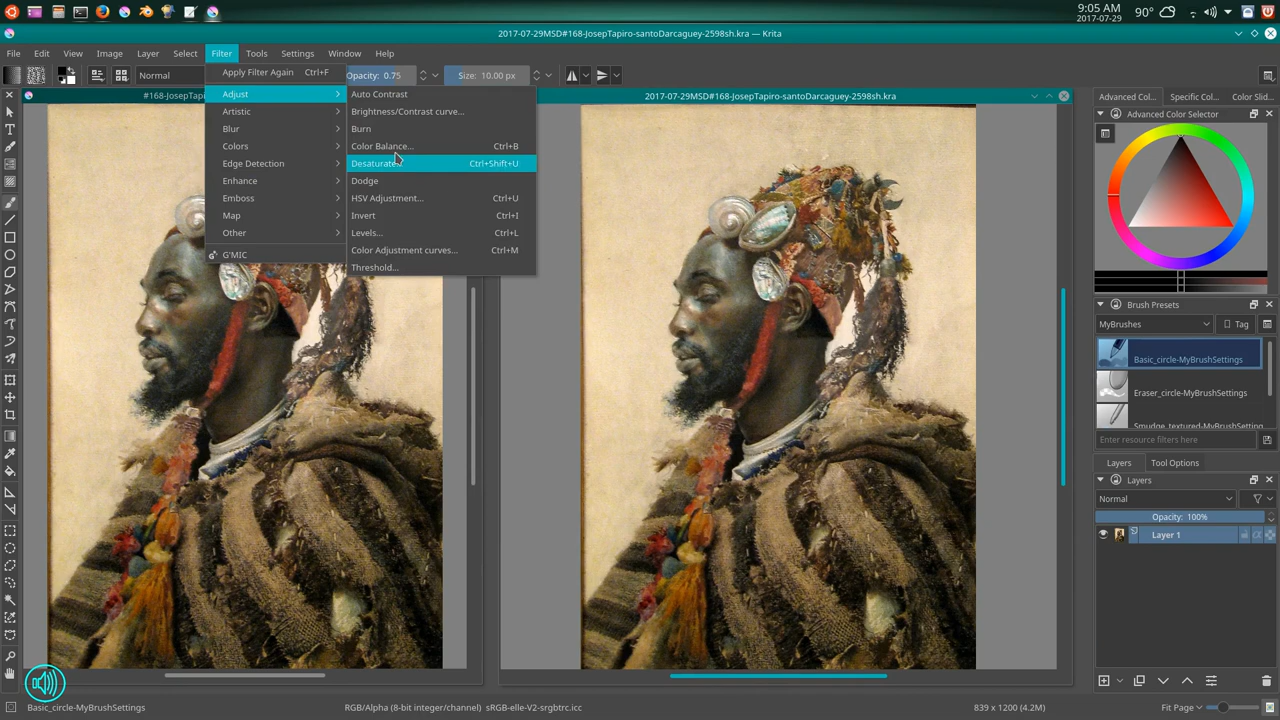 9:05 AM
2017-07-29
90°
2017-07-29MSD#168-JosepTapiro-santoDarcaguey-2598sh.kra — Krita
File Edit View Image Layer Select Filter Tools Settings Window Help
Normal
Opacity: 0.75
Size: 10.00 px
#168-JosepTap
2017-07-29MSD#168-JosepTapiro-santoDarcaguey-2598sh.kra
Apply Filter Again Ctrl+F
Adjust
Artistic
Blur
Colors
Edge Detection
Enhance
Emboss
Map
Other
G'MIC
Auto Contrast
Brightness/Contrast curve...
Burn
Color Balance... Ctrl+B
Desaturate... Ctrl+Shift+U
Dodge
HSV Adjustment... Ctrl+U
Invert Ctrl+I
Levels... Ctrl+L
Color Adjustment curves... Ctrl+M
Threshold...
Advanced Col... Specific Col... Color Slid...
Advanced Color Selector
Brush Presets
MyBrushes
Tag
Basic_circle-MyBrushSettings
Eraser_circle-MyBrushSettings
Smudge_textured-MyBrushSetting
Enter resource filters here
Layers Tool Options
Layers
Normal
Opacity: 100%
Layer 1
Basic_circle-MyBrushSettings
RGB/Alpha (8-bit integer/channel) sRGB-elle-V2-srgbtrc.icc
839 x 1200 (4.2M)
Fit Page